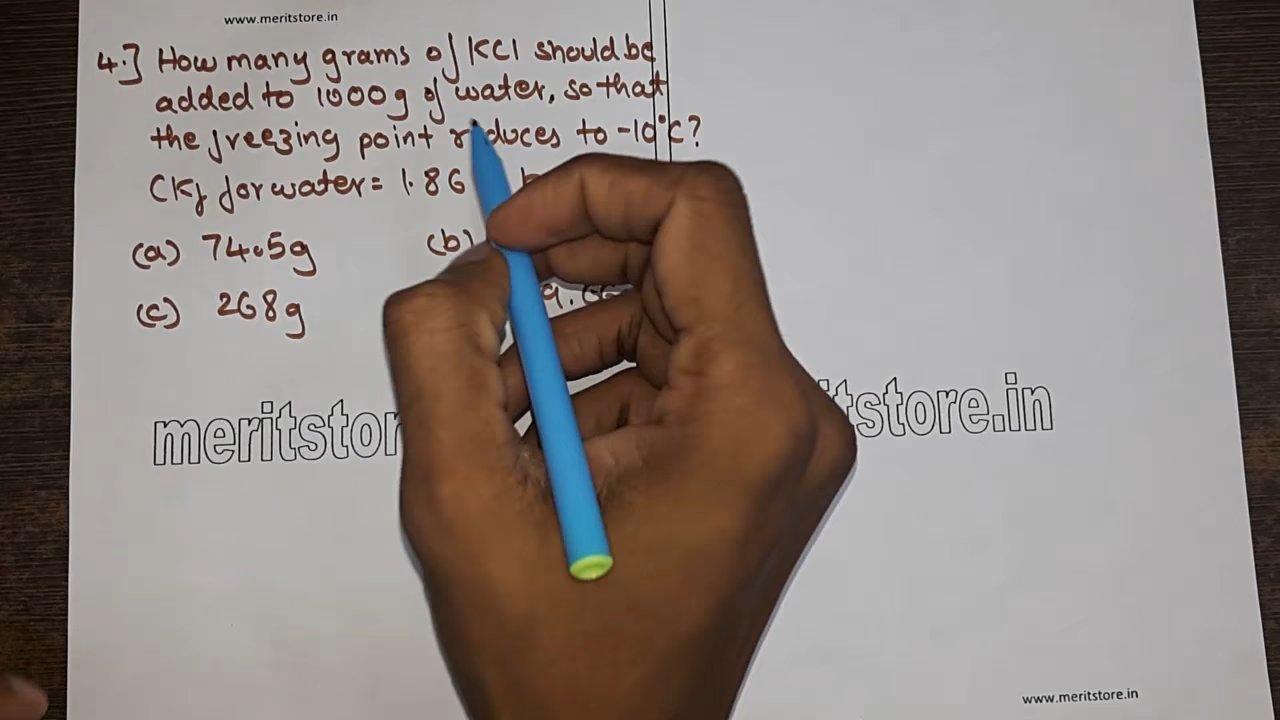 www.meritstore.in
4.] How many grams of KCl should be
added to 1000g of water, so that
the freezing point reduces to -10°C?
(Kf for water = 1.86
(a) 74.5g (b)
(c) 268g
meritstor itstore.in
www.meritstore.in